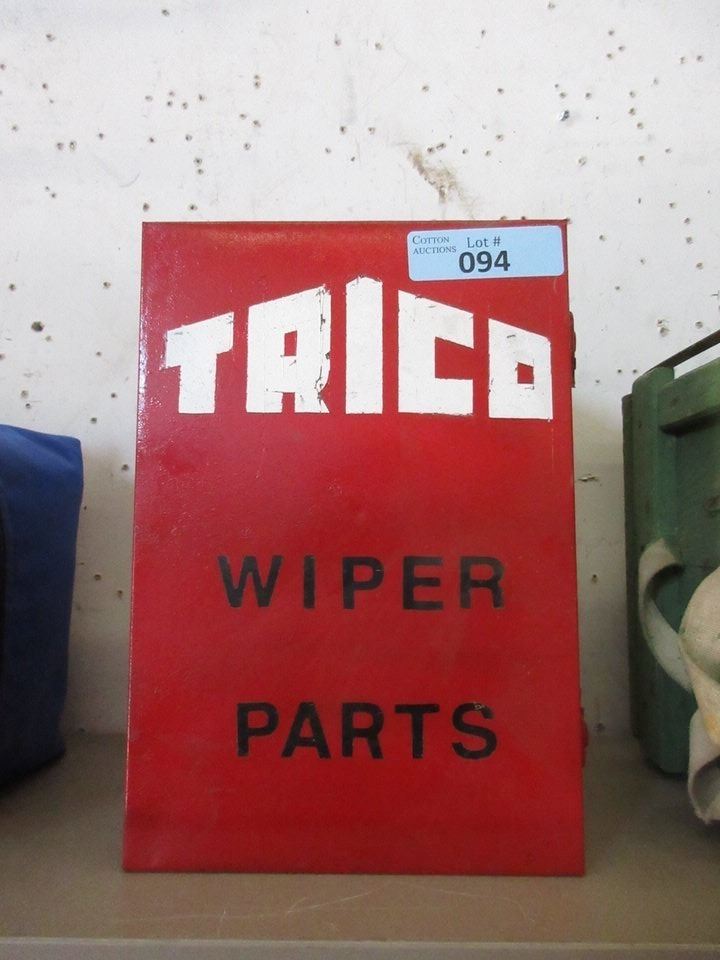 COTTON AUCTIONS Lot #
094
TRICO
WIPER
PARTS